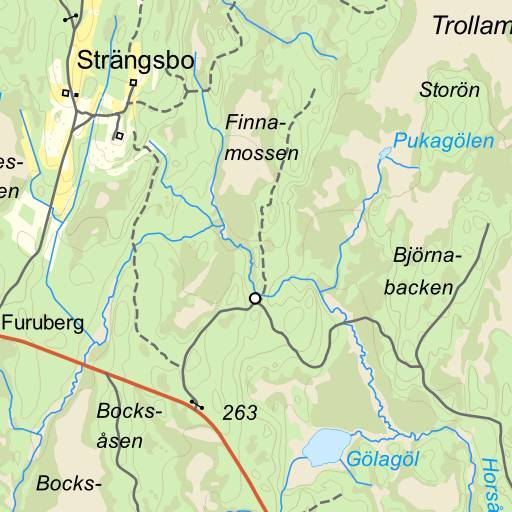 Trollam
Strängsbo
Storön
Finna-
mossen
Pukagölen
es-
en
Björna-
backen
Furuberg
Bocks-
åsen
263
Gölagöl
Horså
Bocks-